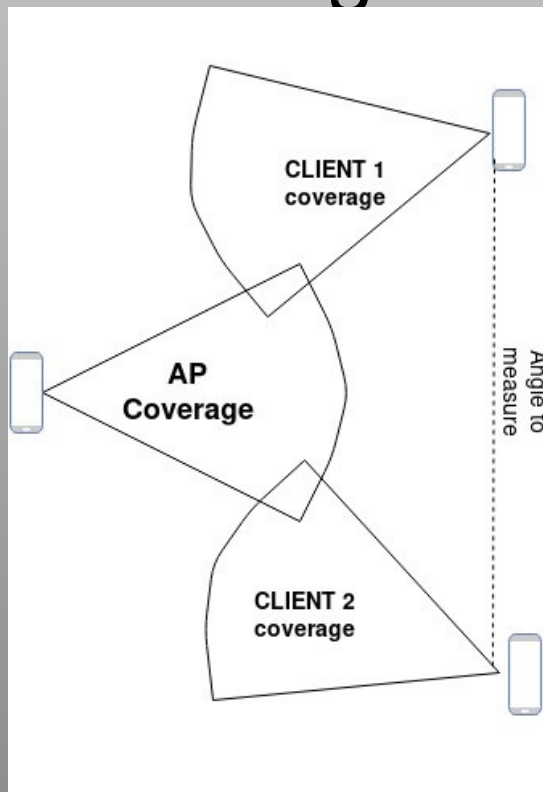 CLIENT 1
coverage
AP
Coverage
Angle to
measure
CLIENT 2
coverage